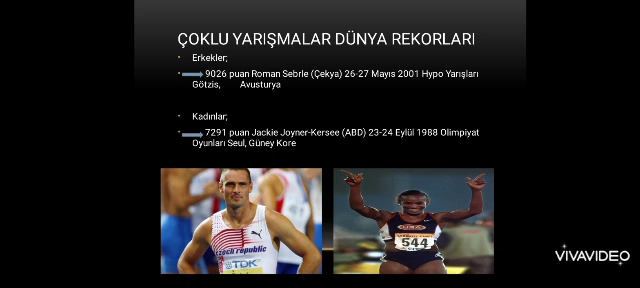 ÇOKLU YARIŞMALAR DÜNYA REKORLARI
Erkekler;
9026 puan Roman Sebrle (Çekya) 26-27 Mayıs 2001 Hypo Yarışları
Götzis, Avusturya
Kadınlar;
7291 puan Jackie Joyner-Kersee (ABD) 23-24 Eylül 1988 Olimpiyat
Oyunları Seul, Güney Kore
czech republic
TDK
USA
544
VIVAVIDEO